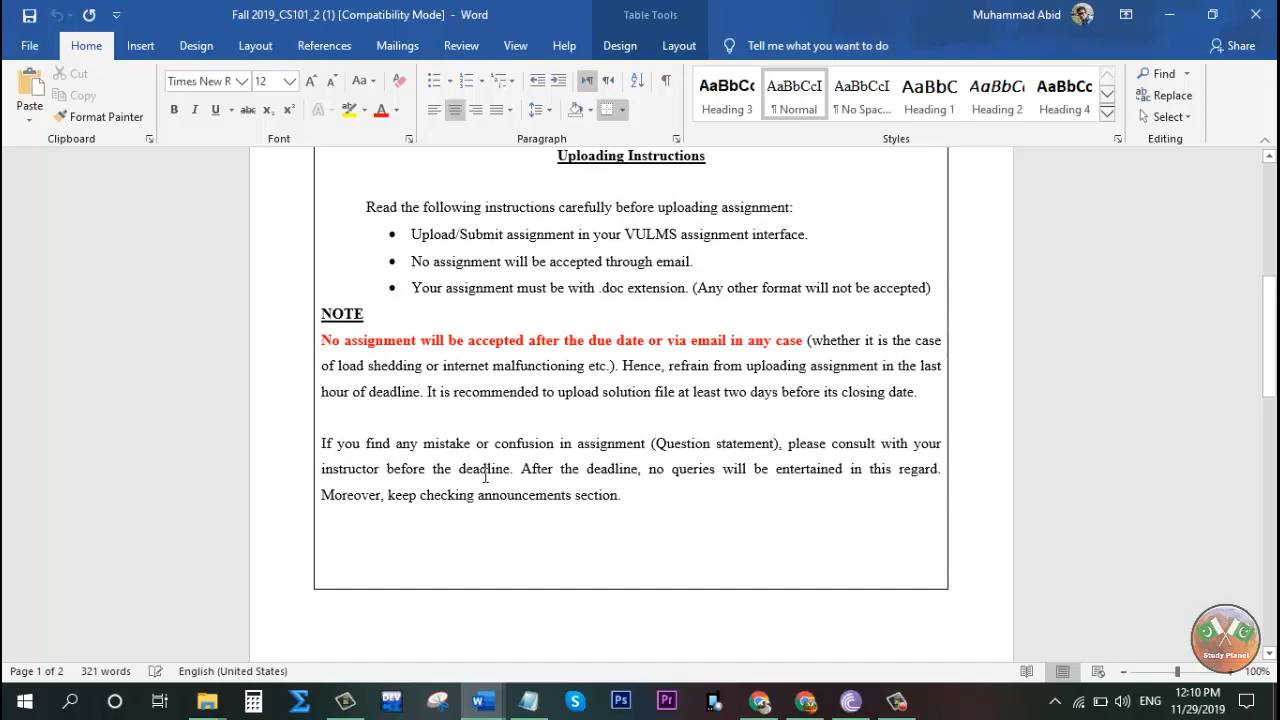 Fall 2019_CS101_2 (1) [Compatibility Mode] - Word
Table Tools
Muhammad Abid
File Home Insert Design Layout References Mailings Review View Help Design Layout Tell me what you want to do Share
Paste
Cut
Copy
Format Painter
Clipboard
Times New R 12
Aa
B I U abc x₂ x²
Font
Paragraph
AaBbCc AaBbCcI AaBbCcI AaBbC AaBbCc AaBbCc
Heading 3 ¶ Normal ¶ No Spac... Heading 1 Heading 2 Heading 4
Styles
Find
Replace
Select
Editing
Uploading Instructions
Read the following instructions carefully before uploading assignment:
• Upload/Submit assignment in your VULMS assignment interface.
• No assignment will be accepted through email.
• Your assignment must be with .doc extension. (Any other format will not be accepted)
NOTE
No assignment will be accepted after the due date or via email in any case (whether it is the case
of load shedding or internet malfunctioning etc.). Hence, refrain from uploading assignment in the last
hour of deadline. It is recommended to upload solution file at least two days before its closing date.
If you find any mistake or confusion in assignment (Question statement), please consult with your
instructor before the deadline. After the deadline, no queries will be entertained in this regard.
Moreover, keep checking announcements section.
Study Planet
Page 1 of 2 321 words English (United States) 100%
DEV
Ps
Pr
ENG
12:10 PM
11/29/2019